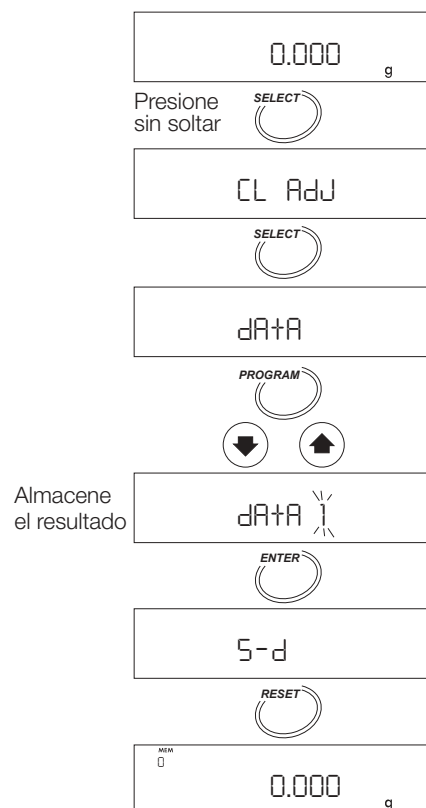 0.000
g
Presione
sin soltar
SELECT
CL AdJ
SELECT
dAtA
PROGRAM
Almacene
el resultado
dAtA 1
ENTER
S-d
RESET
MEM
0
0.000
g